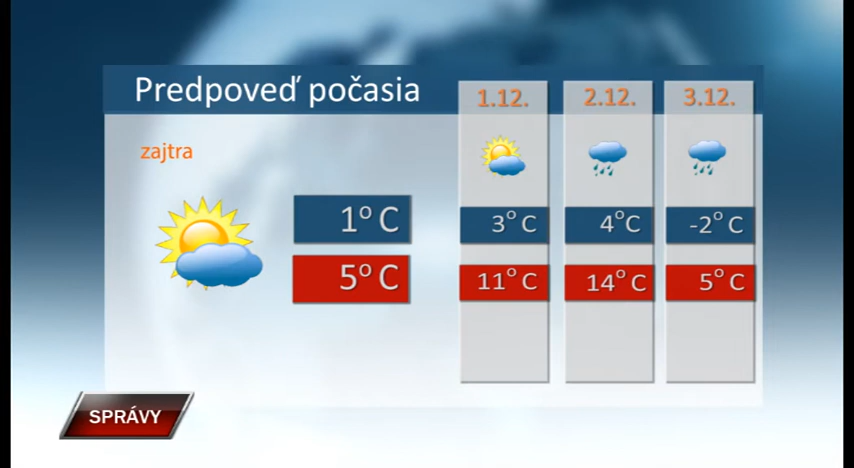 Predpoveď počasia
zajtra
1°C
5°C
1.12. 2.12. 3.12.
3°C 4°C -2°C
11°C 14°C 5°C
SPRÁVY